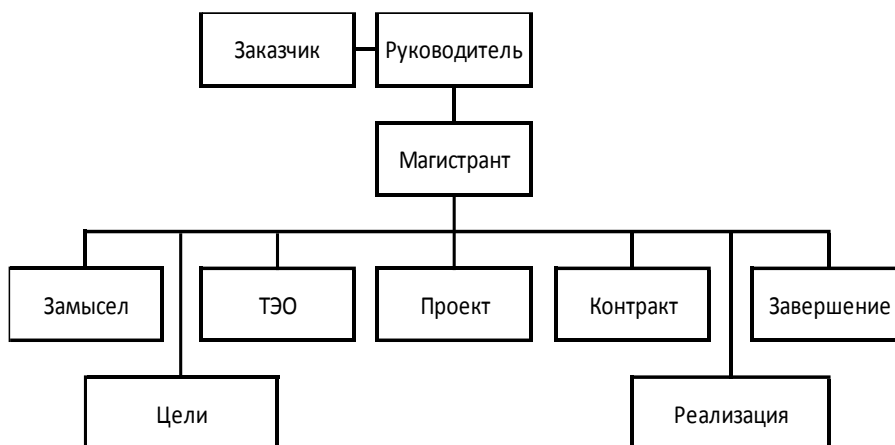 Заказчик
Руководитель
Магистрант
Замысел
ТЭО
Проект
Контракт
Завершение
Цели
Реализация